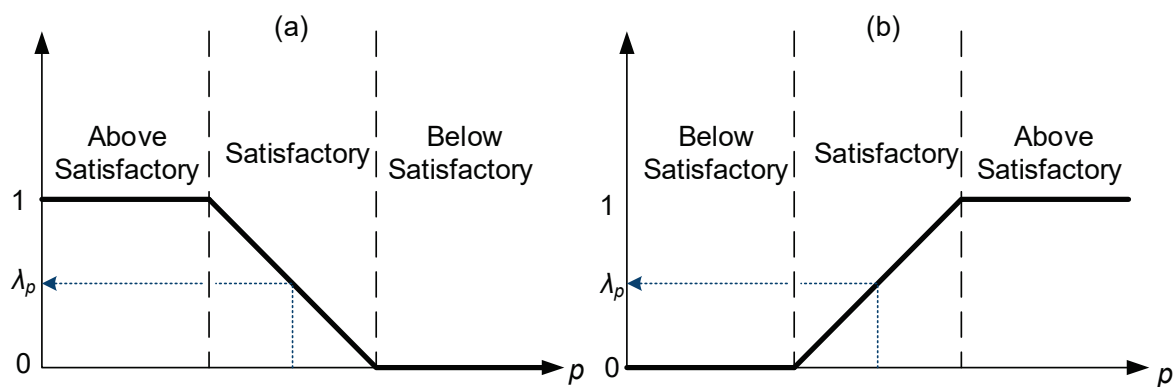 (a)
Above
Satisfactory
Satisfactory
Below
Satisfactory
1
λp
0
p
(b)
Below
Satisfactory
Satisfactory
Above
Satisfactory
1
λp
0
p